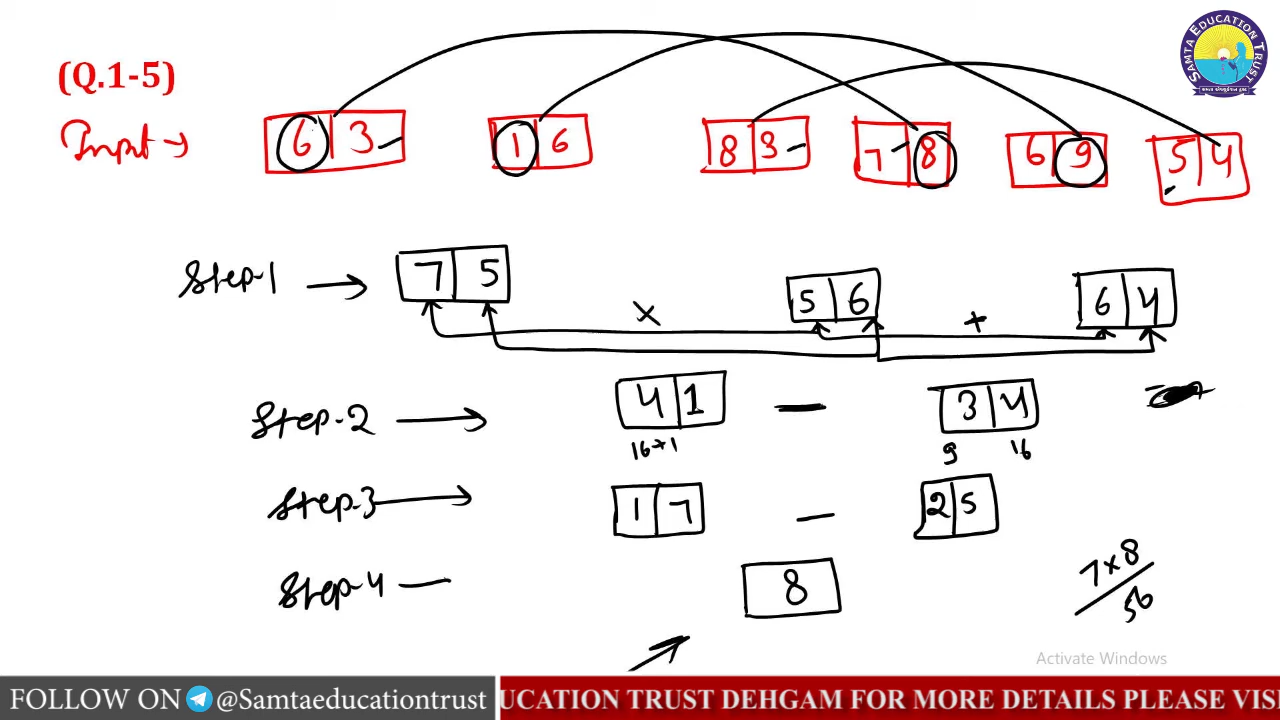 SAMTA EDUCATION TRUST
(Q.1-5)
Input → 6 3 1 6 8 3 7 8 6 9 5 4
Step-1 → 7 5 × 5 6 + 6 4
Step-2 → 4 1 — 3 4
16+1 9 16
Step-3 → 1 7 — 2 5
Step-4 — 8
7×8
56
Activate Windows
FOLLOW ON @Samtaeducationtrust UCATION TRUST DEHGAM FOR MORE DETAILS PLEASE VISI